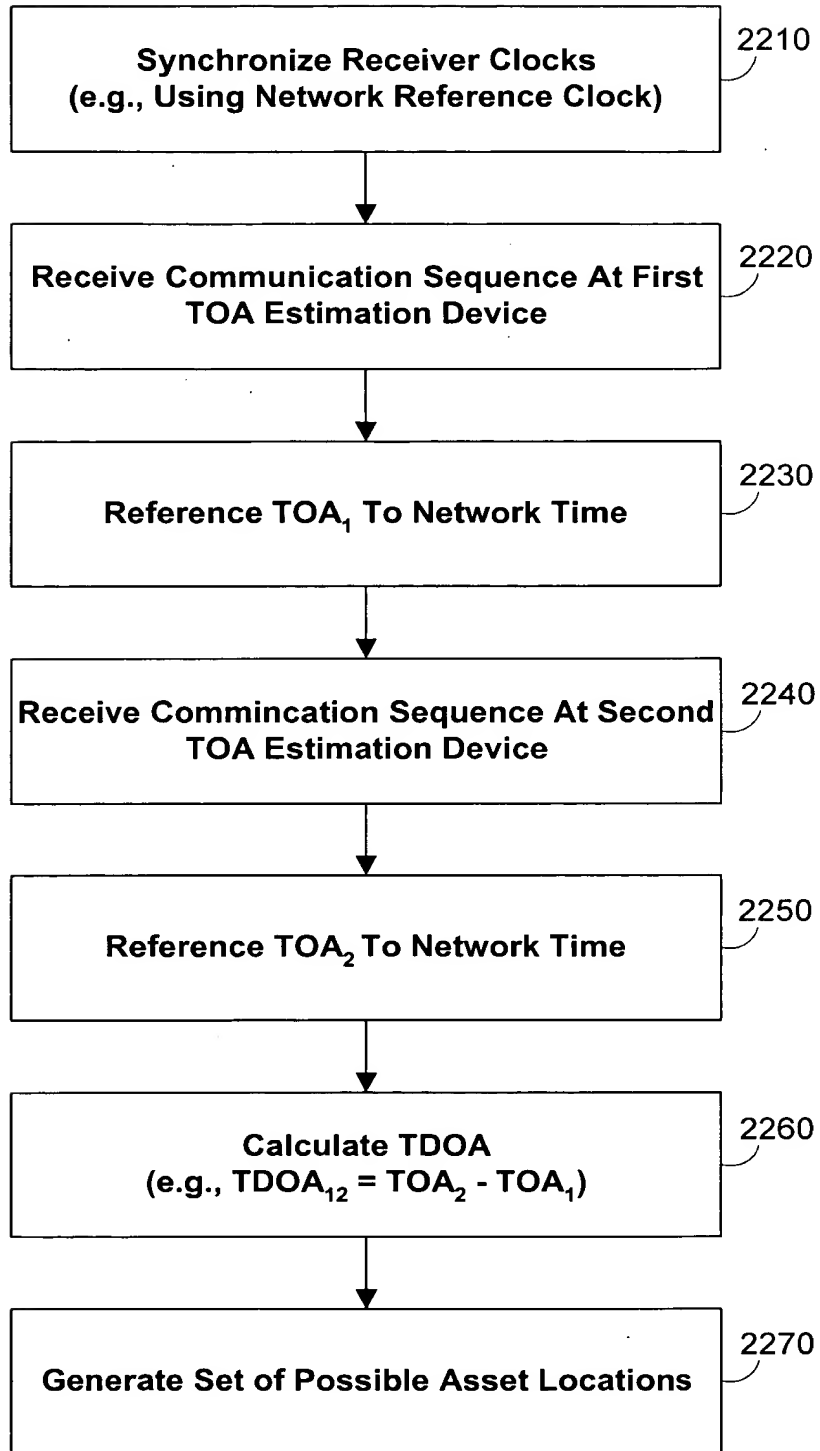 2210
Synchronize Receiver Clocks
(e.g., Using Network Reference Clock)
2220
Receive Communication Sequence At First
TOA Estimation Device
2230
Reference TOA₁ To Network Time
2240
Receive Commincation Sequence At Second
TOA Estimation Device
2250
Reference TOA₂ To Network Time
2260
Calculate TDOA
(e.g., TDOA₁₂ = TOA₂ - TOA₁)
2270
Generate Set of Possible Asset Locations